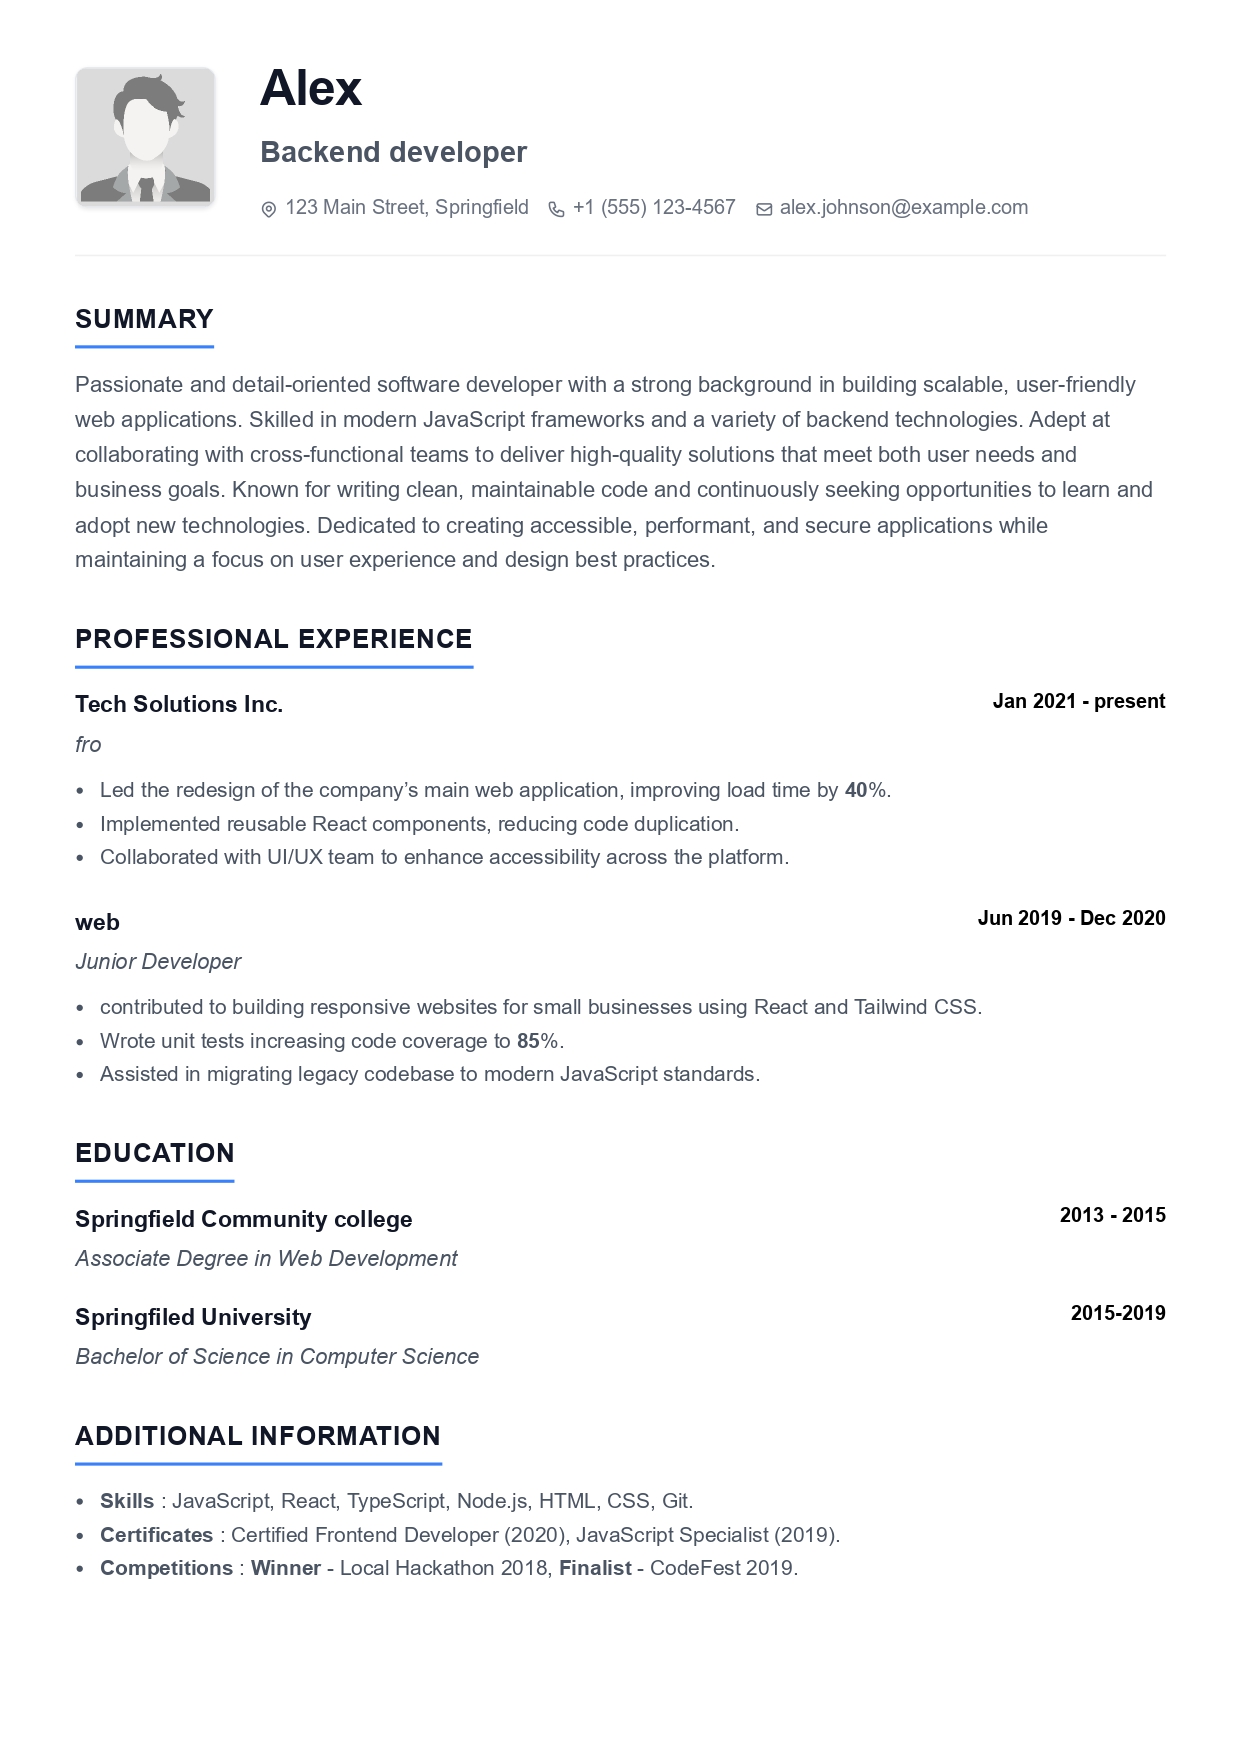 Alex
Backend developer
123 Main Street, Springfield +1 (555) 123-4567 alex.johnson@example.com
SUMMARY
Passionate and detail-oriented software developer with a strong background in building scalable, user-friendly
web applications. Skilled in modern JavaScript frameworks and a variety of backend technologies. Adept at
collaborating with cross-functional teams to deliver high-quality solutions that meet both user needs and
business goals. Known for writing clean, maintainable code and continuously seeking opportunities to learn and
adopt new technologies. Dedicated to creating accessible, performant, and secure applications while
maintaining a focus on user experience and design best practices.
PROFESSIONAL EXPERIENCE
Tech Solutions Inc. Jan 2021 - present
fro
• Led the redesign of the company’s main web application, improving load time by 40%.
• Implemented reusable React components, reducing code duplication.
• Collaborated with UI/UX team to enhance accessibility across the platform.
web Jun 2019 - Dec 2020
Junior Developer
• contributed to building responsive websites for small businesses using React and Tailwind CSS.
• Wrote unit tests increasing code coverage to 85%.
• Assisted in migrating legacy codebase to modern JavaScript standards.
EDUCATION
Springfield Community college 2013 - 2015
Associate Degree in Web Development
Springfiled University 2015-2019
Bachelor of Science in Computer Science
ADDITIONAL INFORMATION
• Skills : JavaScript, React, TypeScript, Node.js, HTML, CSS, Git.
• Certificates : Certified Frontend Developer (2020), JavaScript Specialist (2019).
• Competitions : Winner - Local Hackathon 2018, Finalist - CodeFest 2019.